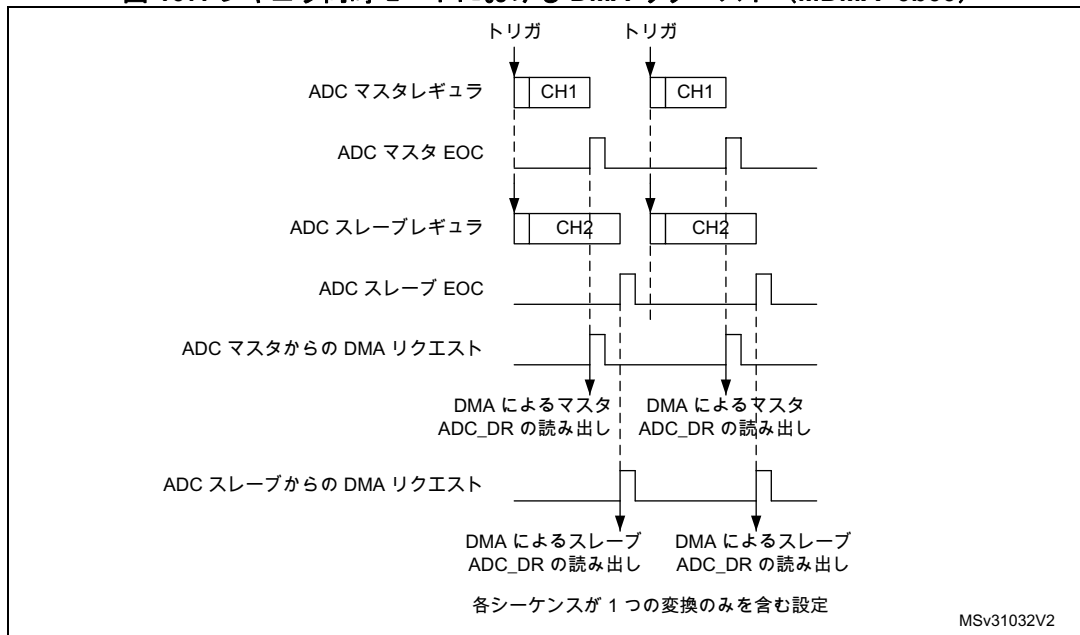 トリガ トリガ
ADC マスタレギュラ CH1 CH1
ADC マスタ EOC
ADC スレーブレギュラ CH2 CH2
ADC スレーブ EOC
ADC マスタからの DMA リクエスト
DMA によるマスタ DMA によるマスタ
ADC_DR の読み出し ADC_DR の読み出し
ADC スレーブからの DMA リクエスト
DMA によるスレーブ DMA によるスレーブ
ADC_DR の読み出し ADC_DR の読み出し
各シーケンスが 1 つの変換のみを含む設定
MSv31032V2